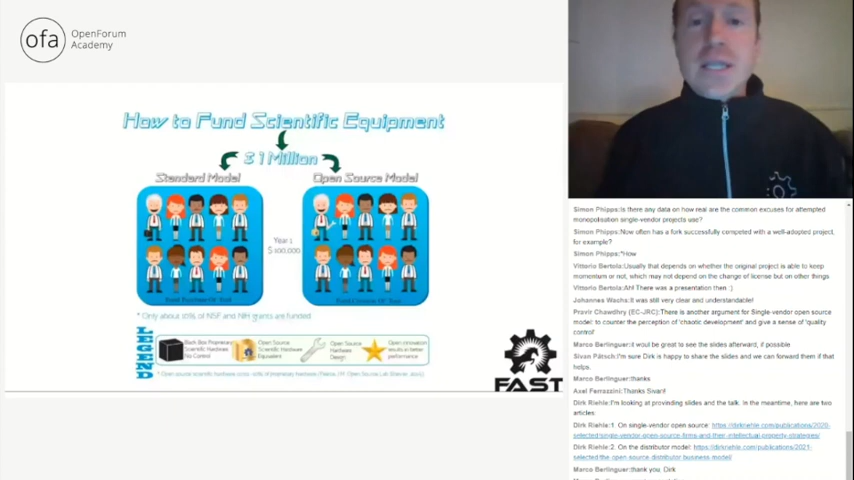 ofa
OpenForum
Academy
How to Fund Scientific Equipment
$ 1 Million
Standard Model
Open Source Model
Year 1
$100,000
* Only about 20% of NSF and NIH grants are funded
LEGEND
Black Box Proprietary
Scientific Hardware
No Control
Open Source
Scientific Hardware
Equivalent
Open Source
Hardware
Design
Open innovation
results in better
performance
FAST
Simon Phipps:Is there any data on how real are the common excuses for attempted
monopolisation single-vendor projects use?
Simon Phipps:Now often has a fork successfully competed with a well-adopted project,
for example?
Simon Phipps:*How
Vittorio Bertola:Usually that depends on whether the original project is able to keep
momentum or not, which may not depend on the change of license but on other things
Vittorio Bertola:Ah! There was a presentation then :)
Johannes Wachs:It was still very clear and understandable!
Pravir Chawdhry (EC-JRC):There is another argument for Single-vendor open source
model: to counter the perception of 'chaotic development' and give a sense of 'quality
control'
Marco Berlinguer:it woul be great to see the slides afterward, if possible
Sivan Pätsch:I'm sure Dirk is happy to share the slides and we can forward them if that
helps.
Marco Berlinguer:thanks
Axel Ferrazzini:Thanks Sivan!
Dirk Riehle:I'm looking at provinding slides and the talk. In the meantime, here are two
articles:
Dirk Riehle:1. On single-vendor open source: https://dirkriehle.com/publications/2020-
selected/single-vendor-open-source-firms-and-their-intellectual-property-strategies/
Dirk Riehle:2. On the distributor model: https://dirkriehle.com/publications/2021-
selected/the-open-source-distributor-business-model/
Marco Berlinguer:thank you Dirk